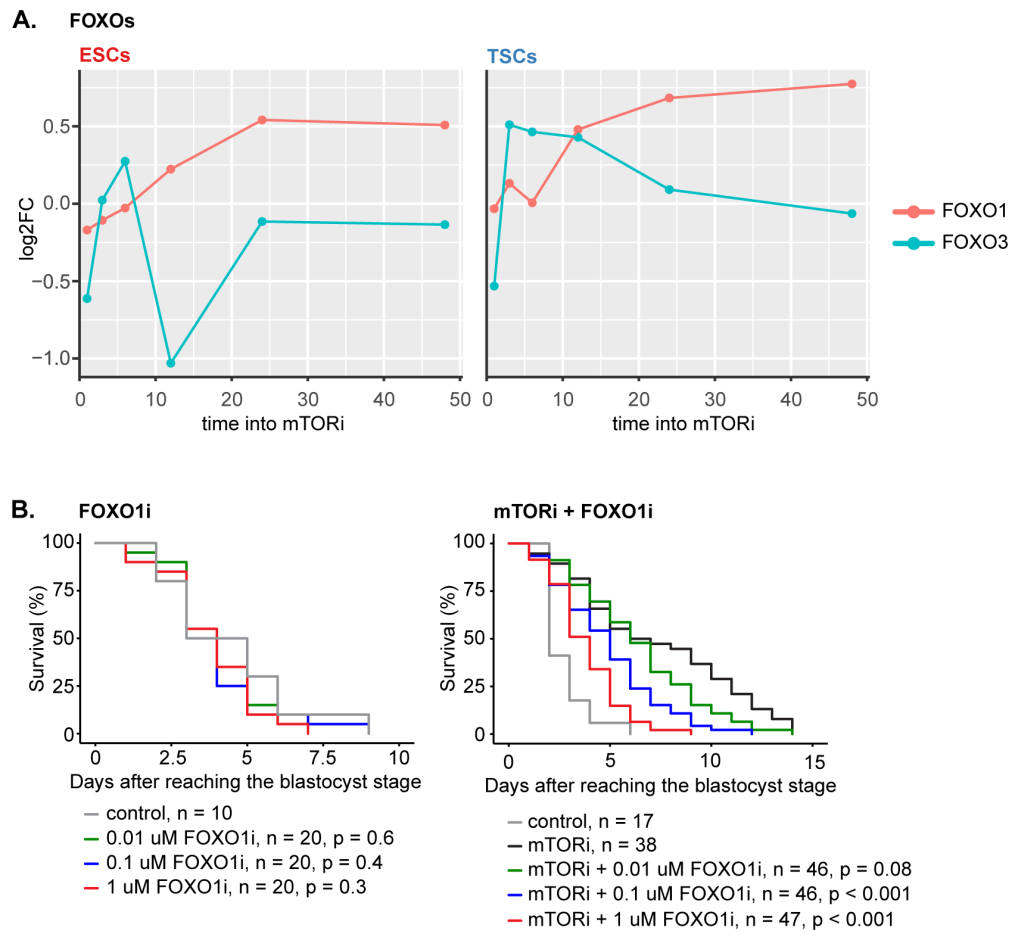 A. FOXOs
ESCs
TSCs
0.5
0.0
−0.5
−1.0
log2FC
0 10 20 30 40 50
0 10 20 30 40 50
time into mTORi
time into mTORi
FOXO1
FOXO3
B. FOXO1i
mTORi + FOXO1i
100
75
50
25
0
Survival (%)
0 2.5 5.0 7.5 10
Days after reaching the blastocyst stage
control, n = 10
0.01 uM FOXO1i, n = 20, p = 0.6
0.1 uM FOXO1i, n = 20, p = 0.4
1 uM FOXO1i, n = 20, p = 0.3
100
75
50
25
0
Survival (%)
0 5 10 15
Days after reaching the blastocyst stage
control, n = 17
mTORi, n = 38
mTORi + 0.01 uM FOXO1i, n = 46, p = 0.08
mTORi + 0.1 uM FOXO1i, n = 46, p < 0.001
mTORi + 1 uM FOXO1i, n = 47, p < 0.001